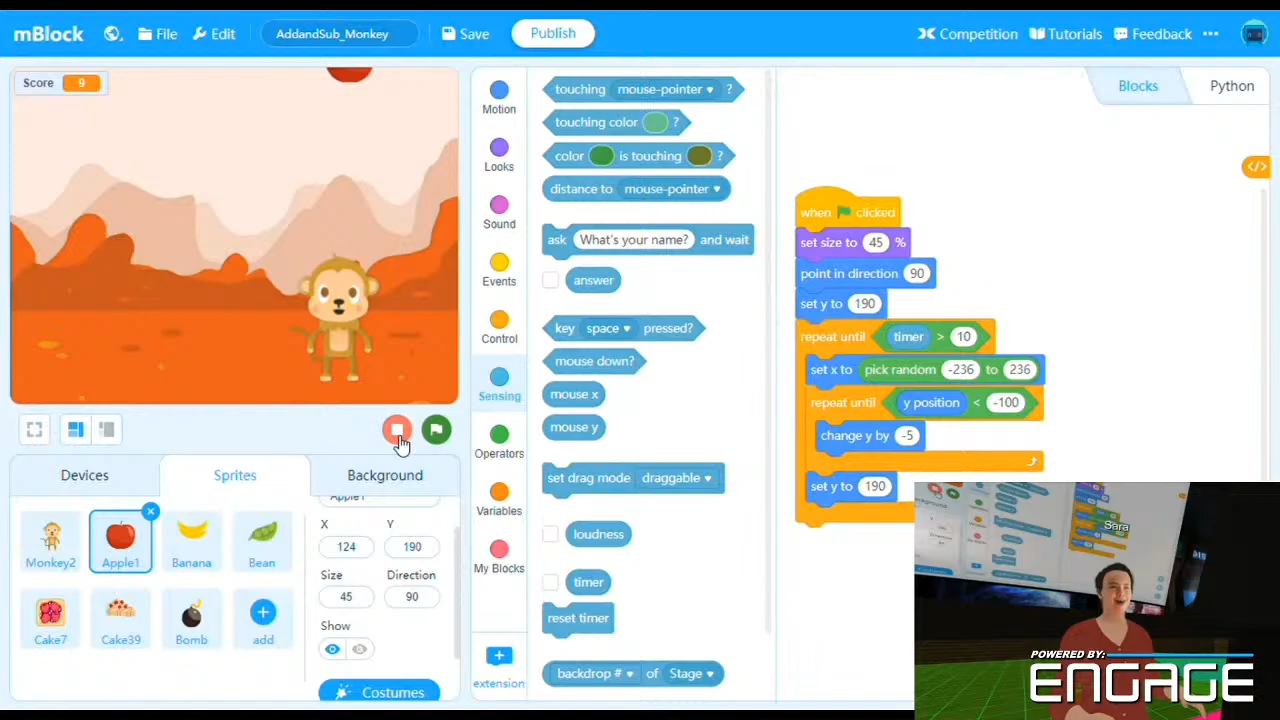 mBlock
File
Edit
AddandSub_Monkey
Save
Publish
Competition
Tutorials
Feedback
Score 9
Motion
Looks
Sound
Events
Control
Sensing
Operators
Variables
My Blocks
extension
touching mouse-pointer ?
touching color ?
color is touching ?
distance to mouse-pointer
ask What's your name? and wait
answer
key space pressed?
mouse down?
mouse x
mouse y
set drag mode draggable
loudness
timer
reset timer
backdrop # of Stage
Blocks
Python
</>
when clicked
set size to 45 %
point in direction 90
set y to 190
repeat until timer > 10
set x to pick random -236 to 236
repeat until y position < -100
change y by -5
set y to 190
Devices
Sprites
Background
Monkey2
Apple1
Banana
Bean
Cake7
Cake39
Bomb
add
Apple1
X Y
124 190
Size Direction
45 90
Show
Costumes
Sara
POWERED BY:
ENGAGE